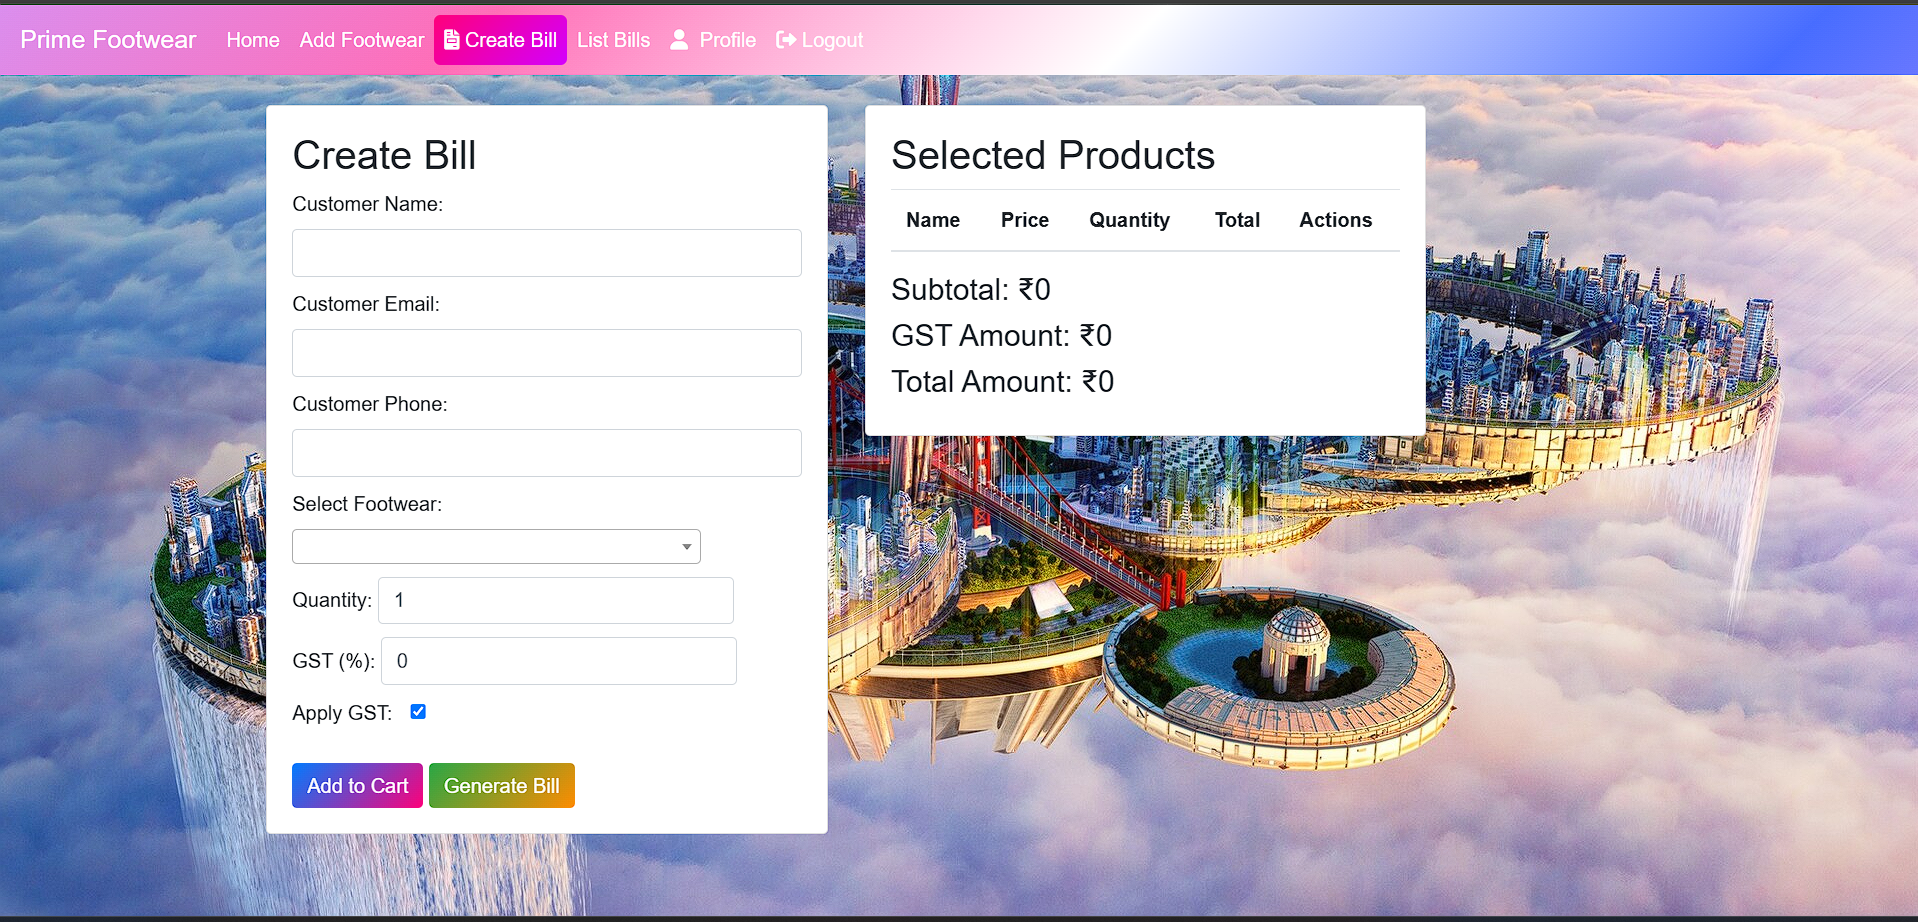 Prime Footwear Home Add Footwear Create Bill List Bills Profile Logout
Create Bill
Customer Name:
Customer Email:
Customer Phone:
Select Footwear:
Quantity: 1
GST (%): 0
Apply GST:
Add to Cart Generate Bill
Selected Products
Name Price Quantity Total Actions
Subtotal: ₹0
GST Amount: ₹0
Total Amount: ₹0